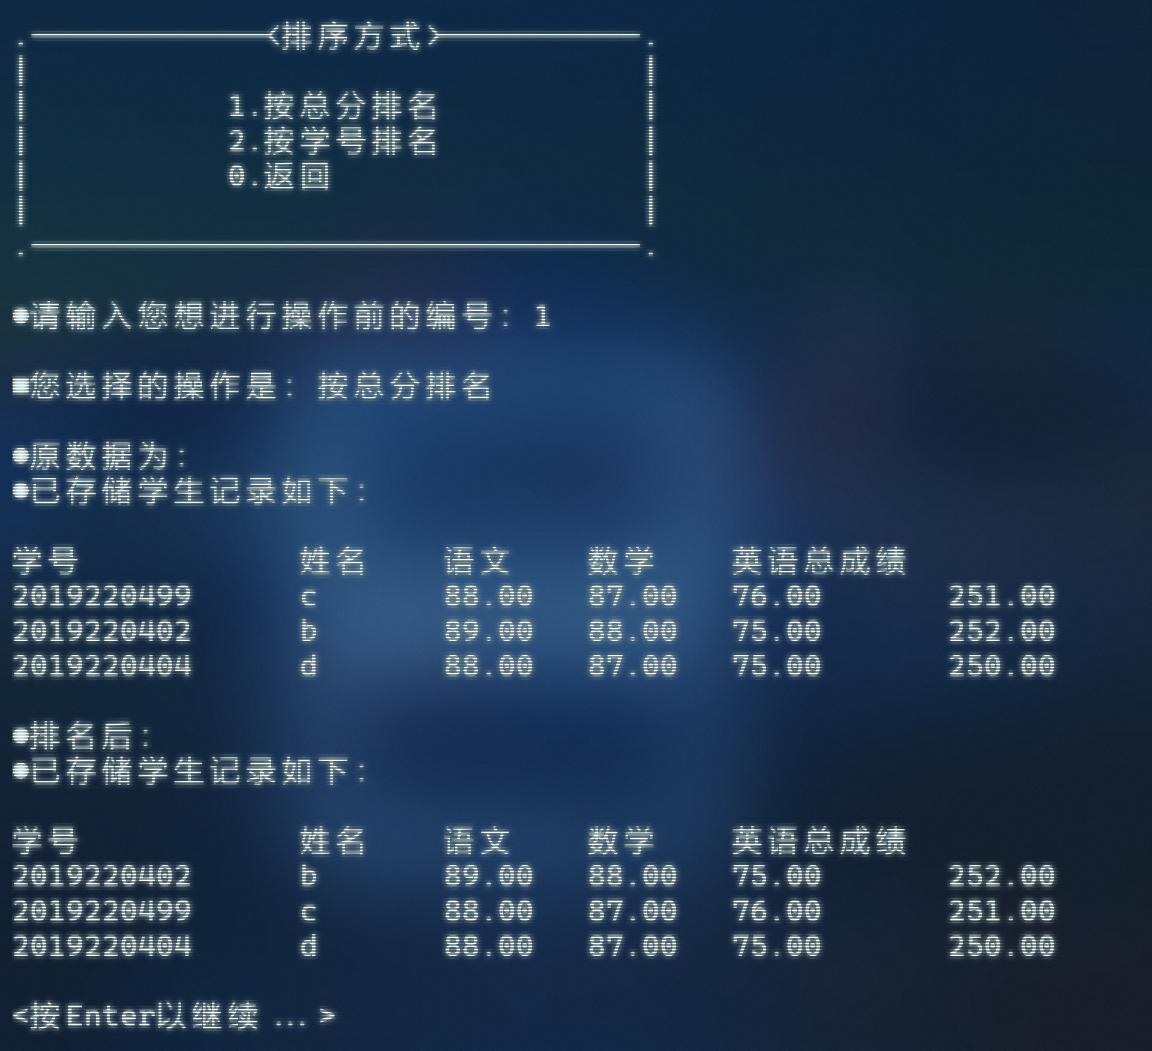 <排序方式>
1.按总分排名
2.按学号排名
0.返回
●请输入您想进行操作前的编号: 1
■您选择的操作是: 按总分排名
●原数据为:
●已存储学生记录如下:
学号 姓名 语文 数学 英语总成绩
2019220499 c 88.00 87.00 76.00 251.00
2019220402 b 89.00 88.00 75.00 252.00
2019220404 d 88.00 87.00 75.00 250.00
●排名后:
●已存储学生记录如下:
学号 姓名 语文 数学 英语总成绩
2019220402 b 89.00 88.00 75.00 252.00
2019220499 c 88.00 87.00 76.00 251.00
2019220404 d 88.00 87.00 75.00 250.00
<按Enter以继续 ... >